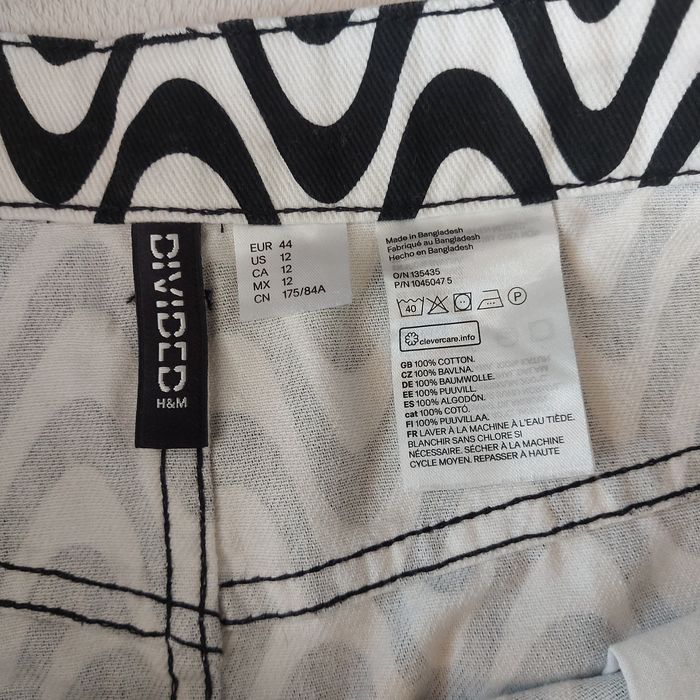 DIVIDED
H&M
EUR 44
US 12
CA 12
MX 12
CN 175/84A
Made in Bangladesh
Fabriqué au Bangladesh
Hecho en Bangladesh
O/N 135435
P/N 1045047 5
40
P
clevercare.info
GB 100% COTTON.
CZ 100% BAVLNA.
DE 100% BAUMWOLLE.
EE 100% PUUVILL.
ES 100% ALGODÓN.
cat 100% COTÓ.
FI 100% PUUVILLAA.
FR LAVER À LA MACHINE À L'EAU TIÈDE.
BLANCHIR SANS CHLORE SI
NÉCESSAIRE. SÉCHER À LA MACHINE
CYCLE MOYEN. REPASSER À HAUTE